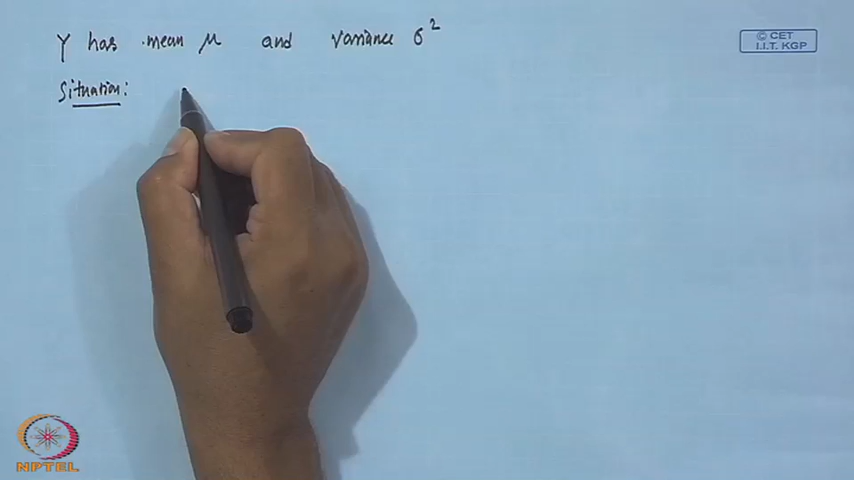 Y has mean μ and variance σ²
Situation:
© CET
I.I.T. KGP
NPTEL